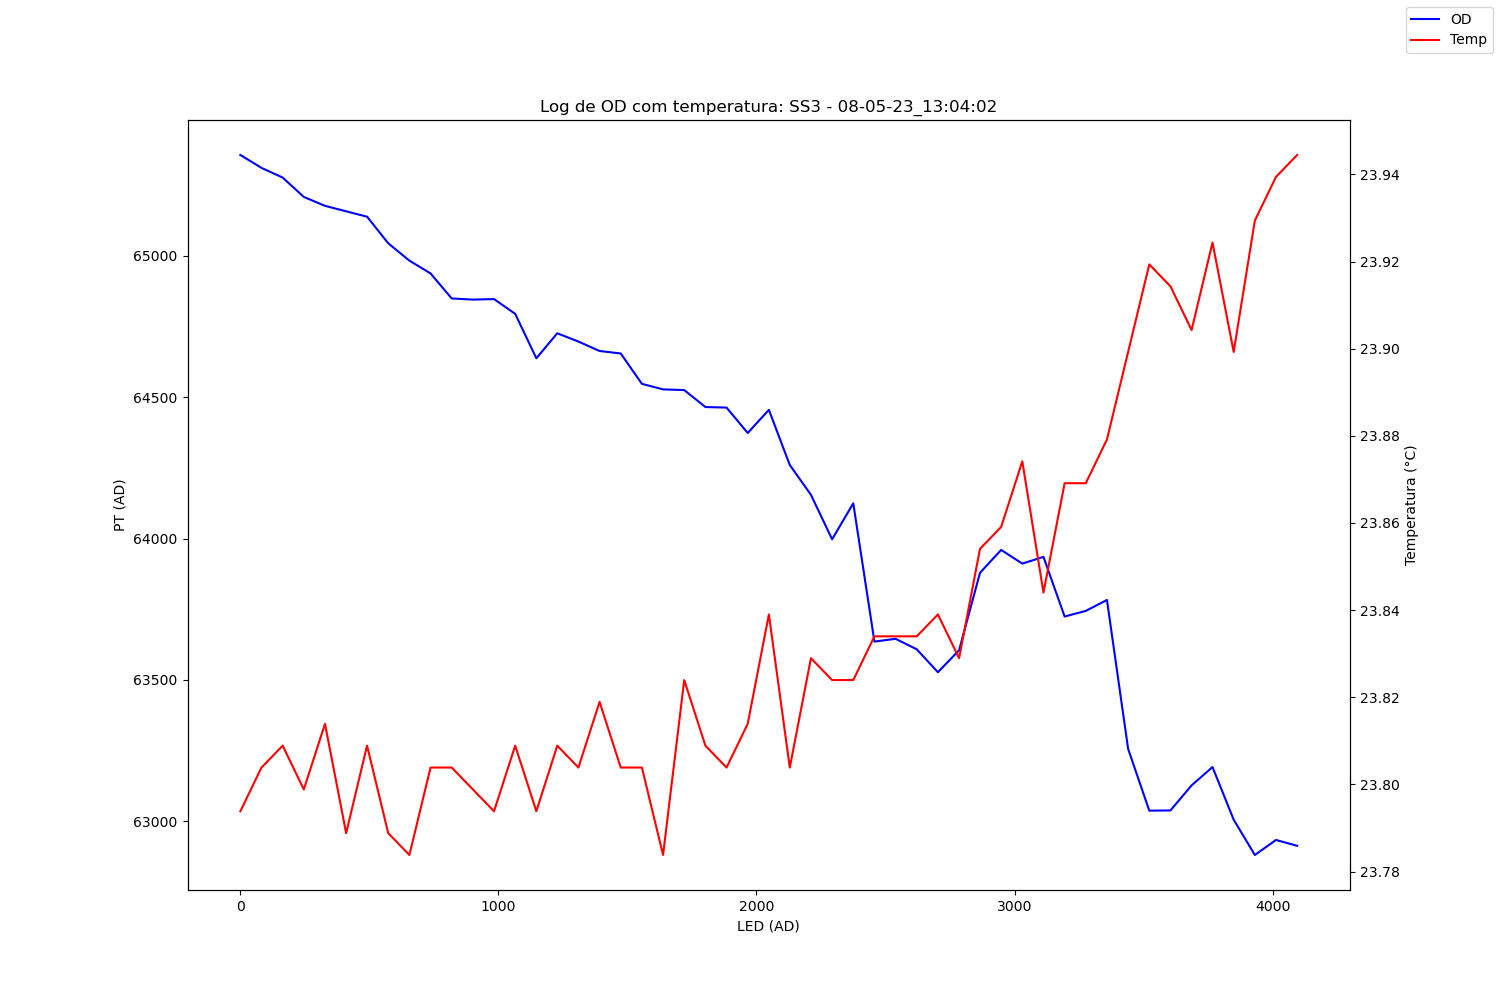 OD
Temp
Log de OD com temperatura: SS3 - 08-05-23_13:04:02
65000
64500
64000
63500
63000
PT (AD)
23.94
23.92
23.90
23.88
23.86
23.84
23.82
23.80
23.78
Temperatura (°C)
0 1000 2000 3000 4000
LED (AD)